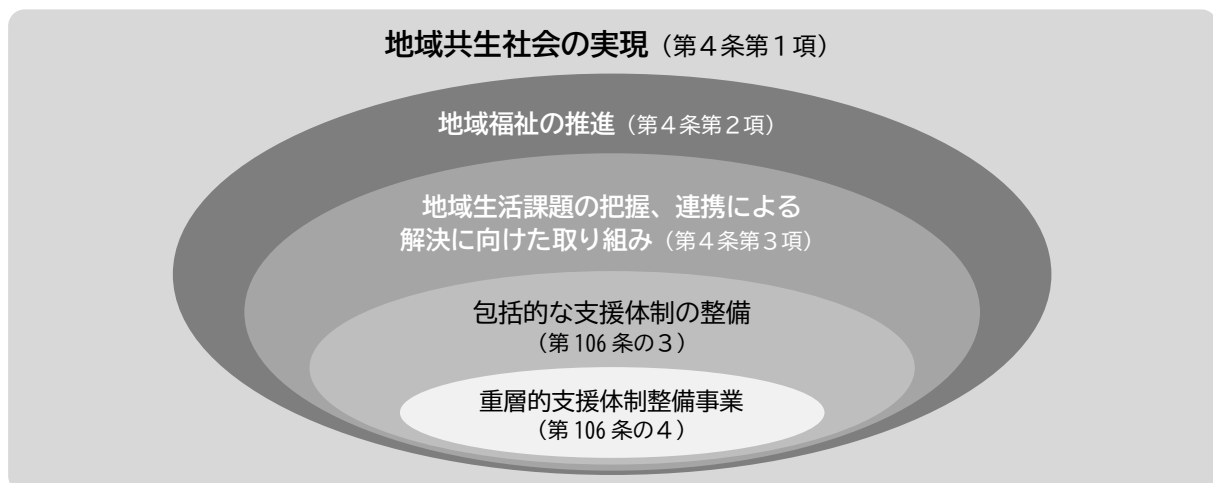 地域共生社会の実現（第４条第１項）
地域福祉の推進（第４条第２項）
地域生活課題の把握、連携による
解決に向けた取り組み（第４条第３項）
包括的な支援体制の整備
（第 106 条の３）
重層的支援体制整備事業
（第 106 条の４）